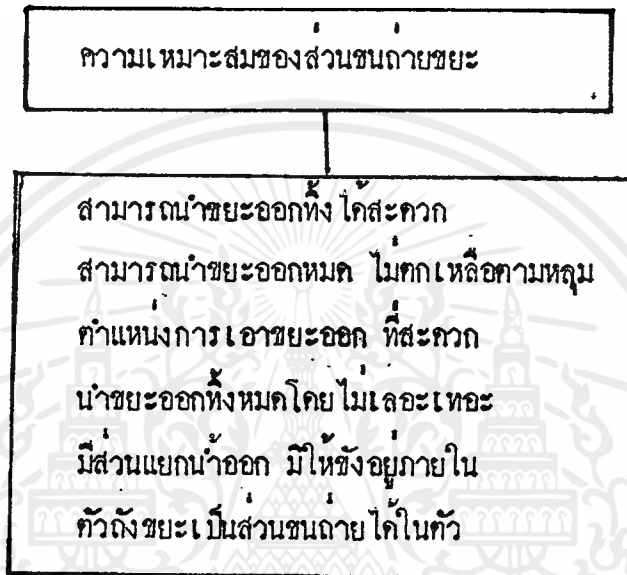 ความเหมาะสมของส่วนขนถ่ายขยะ
สามารถนำขยะออกทิ้งได้สะดวก
สามารถนำขยะออกหมด ไม่ตกเหลือตามหลุม
ตำแหน่งการเอาขยะออก ที่สะดวก
นำขยะออกทิ้งหมดโดยไม่เลอะเทอะ
มีส่วนแยกน้ำออก มิให้ขังอยู่ภายใน
ตัวถังขยะเป็นส่วนขนถ่ายได้ในตัว